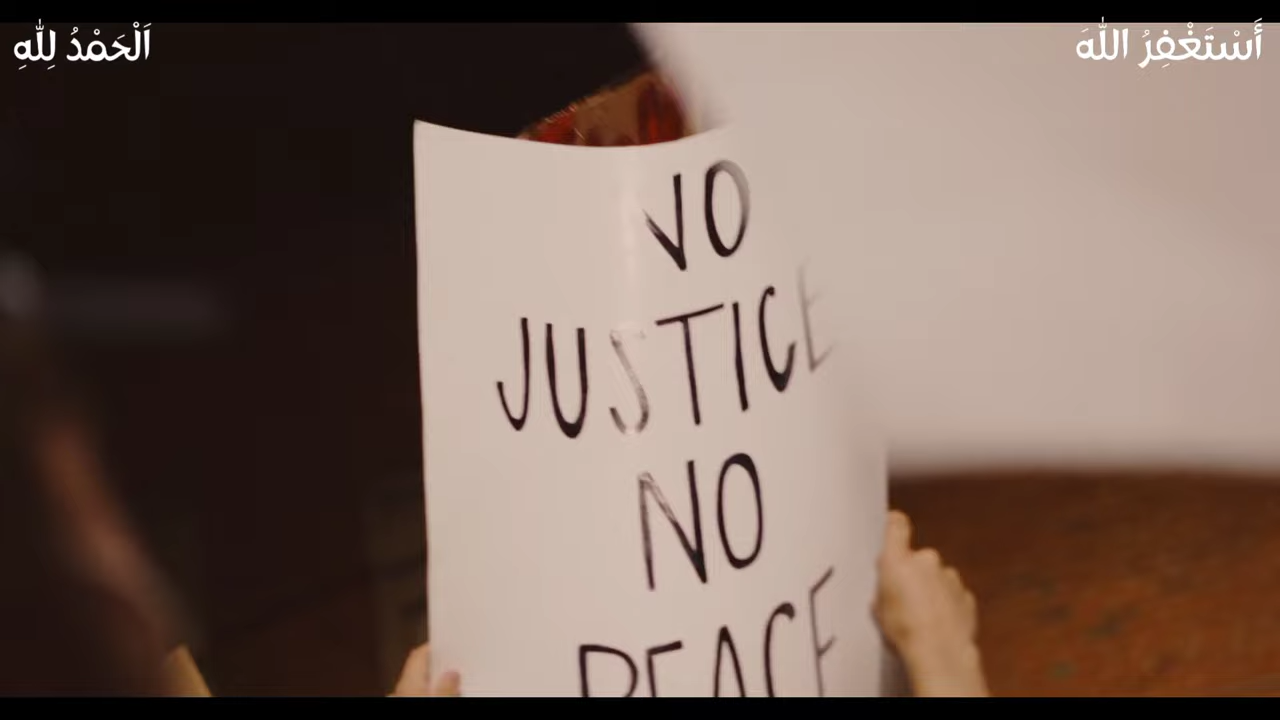 اَلْحَمْدُ لِلّٰهِ
أَسْتَغْفِرُ اللّٰهَ
NO
JUSTICE
NO
PEACE